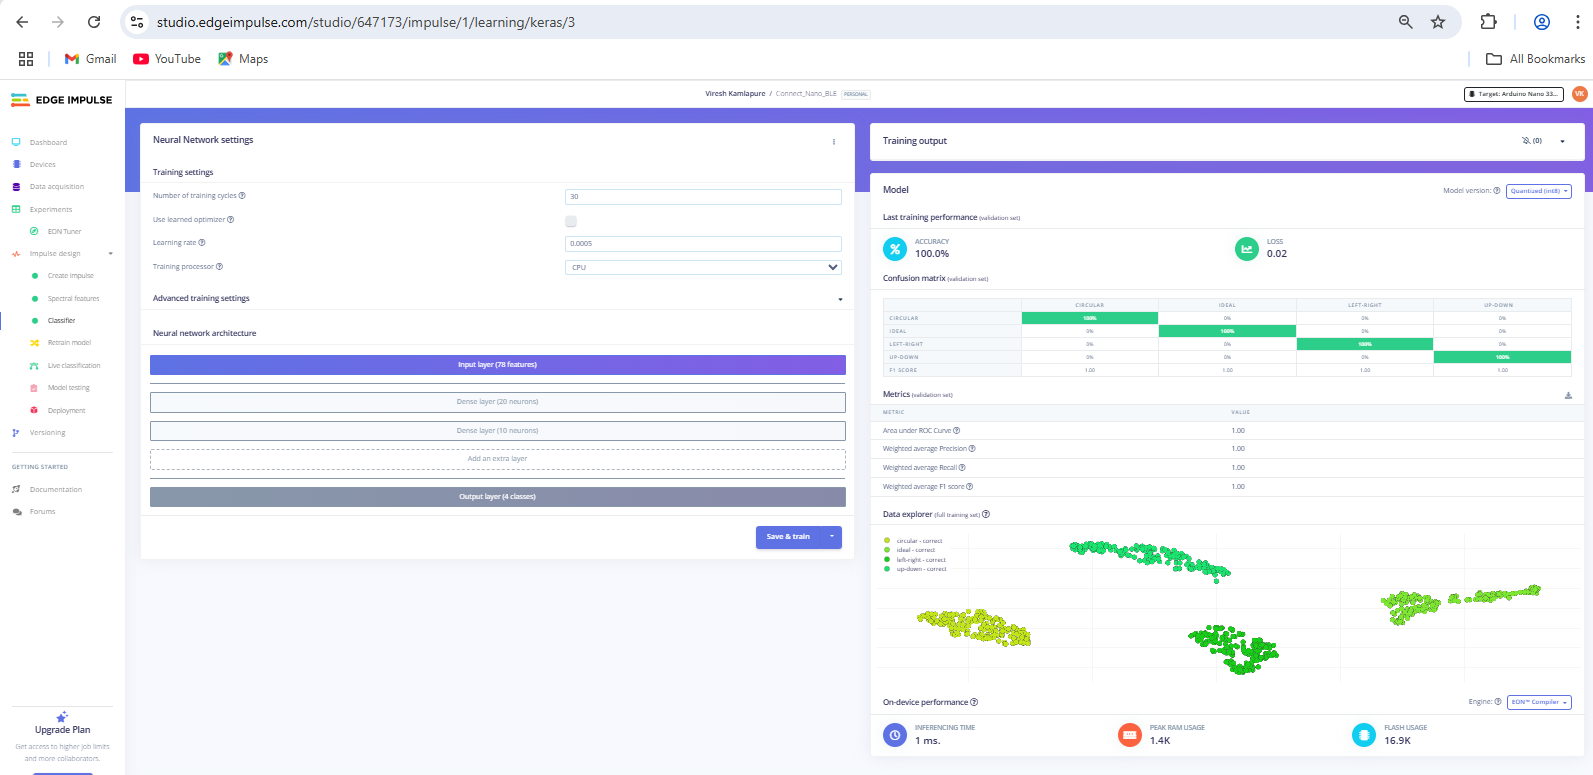 studio.edgeimpulse.com/studio/647173/impulse/1/learning/keras/3
Gmail YouTube Maps All Bookmarks
EDGE IMPULSE
Viresh Kamlapure / Connect_Nano_BLE PERSONAL
Target: Arduino Nano 33... VK
Dashboard
Devices
Data acquisition
Experiments
EON Tuner
Impulse design
Create impulse
Spectral features
Classifier
Retrain model
Live classification
Model testing
Deployment
Versioning
GETTING STARTED
Documentation
Forums
Upgrade Plan
Get access to higher job limits
and more collaborators.
Neural Network settings
Training settings
Number of training cycles 30
Use learned optimizer
Learning rate 0.0005
Training processor CPU
Advanced training settings
Neural network architecture
Input layer (78 features)
Dense layer (20 neurons)
Dense layer (10 neurons)
Add an extra layer
Output layer (4 classes)
Save & train
Training output (0)
Model Model version: Quantized (int8)
Last training performance (validation set)
ACCURACY
100.0%
LOSS
0.02
Confusion matrix (validation set)
CIRCULAR IDEAL LEFT-RIGHT UP-DOWN
CIRCULAR 100% 0% 0% 0%
IDEAL 0% 100% 0% 0%
LEFT-RIGHT 0% 0% 100% 0%
UP-DOWN 0% 0% 0% 100%
F1 SCORE 1.00 1.00 1.00 1.00
Metrics (validation set)
METRIC VALUE
Area under ROC Curve 1.00
Weighted average Precision 1.00
Weighted average Recall 1.00
Weighted average F1 score 1.00
Data explorer (full training set)
circular - correct
ideal - correct
left-right - correct
up-down - correct
On-device performance Engine: EON™ Compiler
INFERENCING TIME
1 ms.
PEAK RAM USAGE
1.4K
FLASH USAGE
16.9K